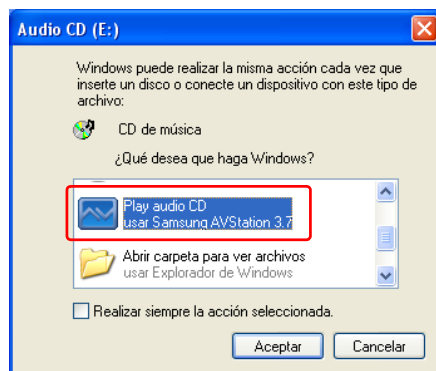 Audio CD (E:)
Windows puede realizar la misma acción cada vez que
inserte un disco o conecte un dispositivo con este tipo de
archivo:
CD de música
¿Qué desea que haga Windows?
Play audio CD
usar Samsung AVStation 3.7
Abrir carpeta para ver archivos
usar Explorador de Windows
Realizar siempre la acción seleccionada.
Aceptar Cancelar